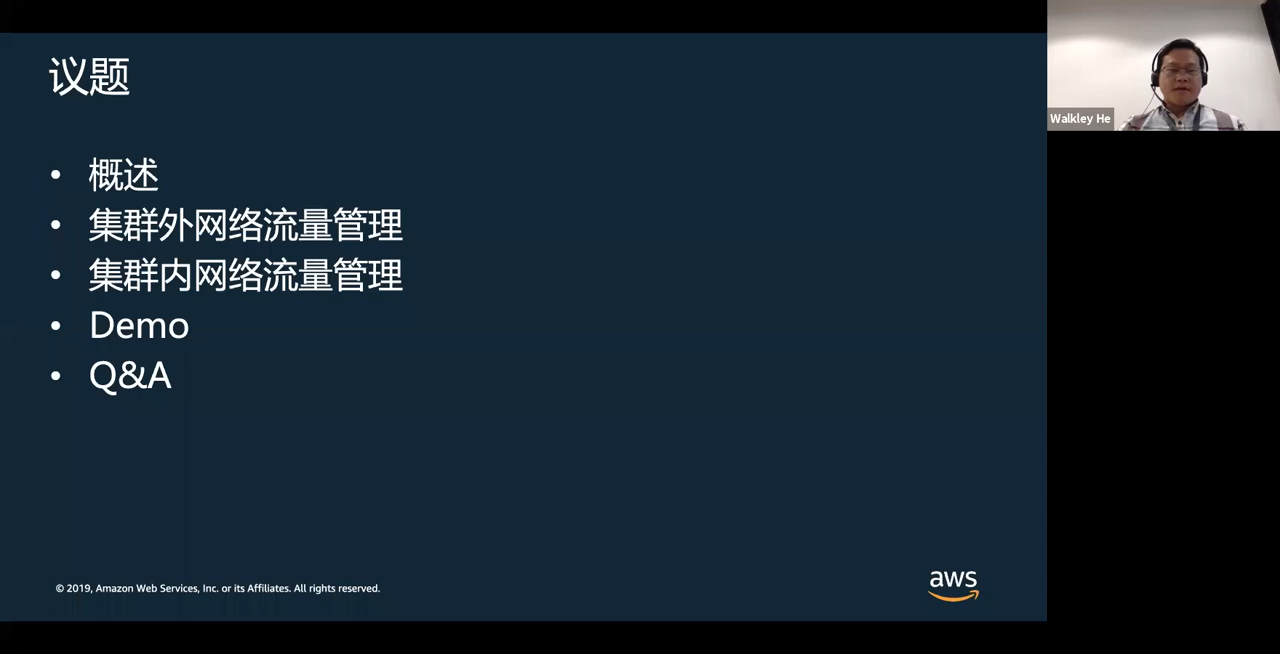 议题
• 概述
• 集群外网络流量管理
• 集群内网络流量管理
• Demo
• Q&A
© 2019, Amazon Web Services, Inc. or its Affiliates. All rights reserved.
aws
Walkley He